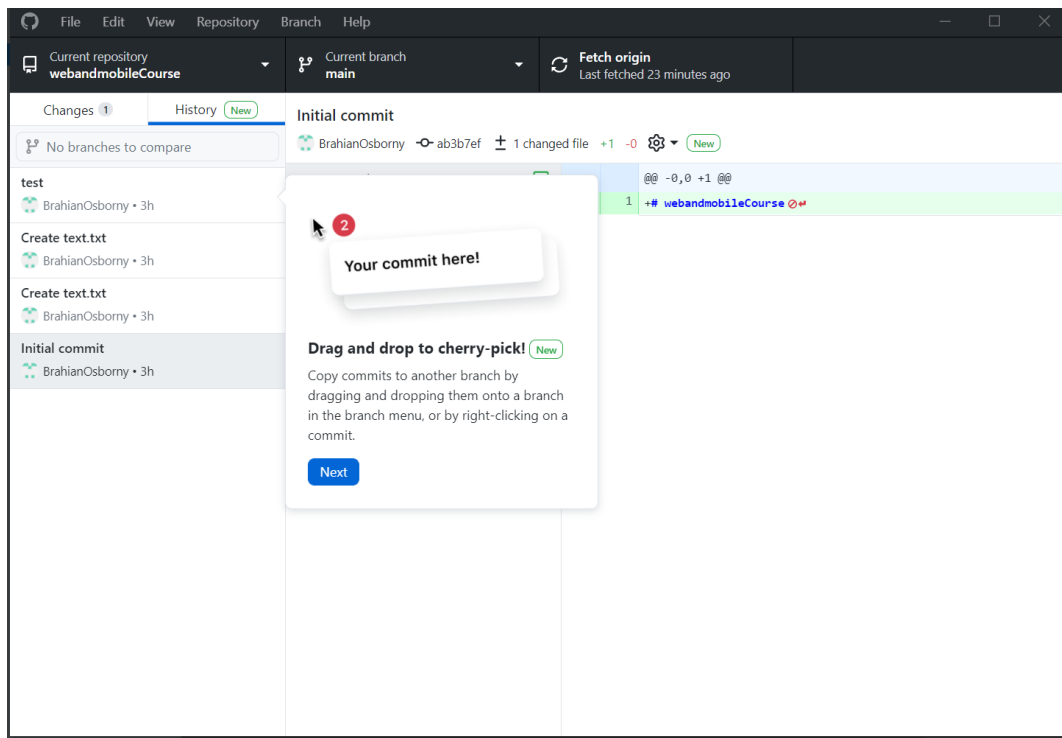 File Edit View Repository Branch Help
Current repository
webandmobileCourse
Current branch
main
Fetch origin
Last fetched 23 minutes ago
Changes 1
History New
No branches to compare
test
BrahianOsborny • 3h
Create text.txt
BrahianOsborny • 3h
Create text.txt
BrahianOsborny • 3h
Initial commit
BrahianOsborny • 3h
Initial commit
BrahianOsborny ab3b7ef 1 changed file +1 -0 New
@@ -0,0 +1 @@
1 +# webandmobileCourse
2
Your commit here!
Drag and drop to cherry-pick! New
Copy commits to another branch by
dragging and dropping them onto a branch
in the branch menu, or by right-clicking on a
commit.
Next